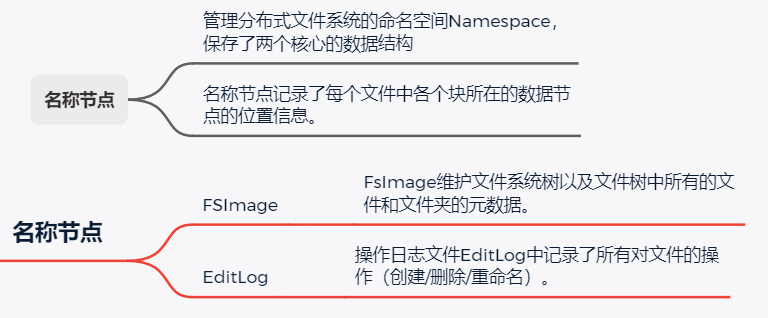 管理分布式文件系统的命名空间Namespace，
保存了两个核心的数据结构
名称节点
名称节点记录了每个文件中各个块所在的数据节
点的位置信息。
名称节点
FSImage
FsImage维护文件系统树以及文件树中所有的文
件和文件夹的元数据。
EditLog
操作日志文件EditLog中记录了所有对文件的操
作（创建/删除/重命名）。